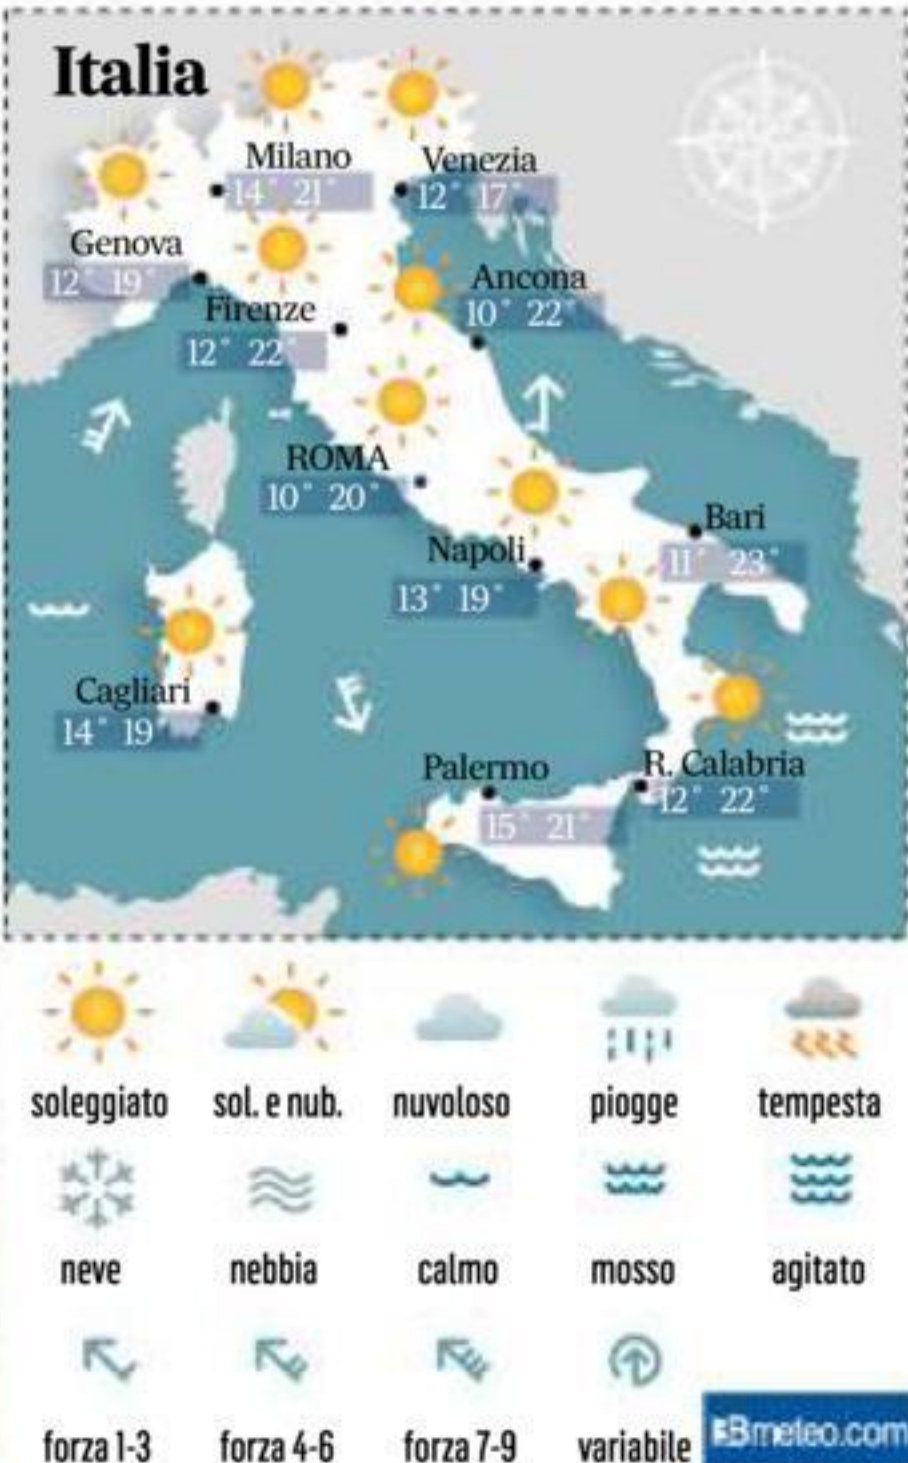 Italia
Milano
14° 21°
Venezia
12° 17°
Genova
12° 19°
Ancona
10° 22°
Firenze
12° 22°
ROMA
10° 20°
Bari
11° 23°
Napoli
13° 19°
Cagliari
14° 19°
Palermo
15° 21°
R. Calabria
12° 22°
soleggiato sol. e nub. nuvoloso piogge tempesta
neve nebbia calmo mosso agitato
forza 1-3 forza 4-6 forza 7-9 variabile
3Bmeteo.com